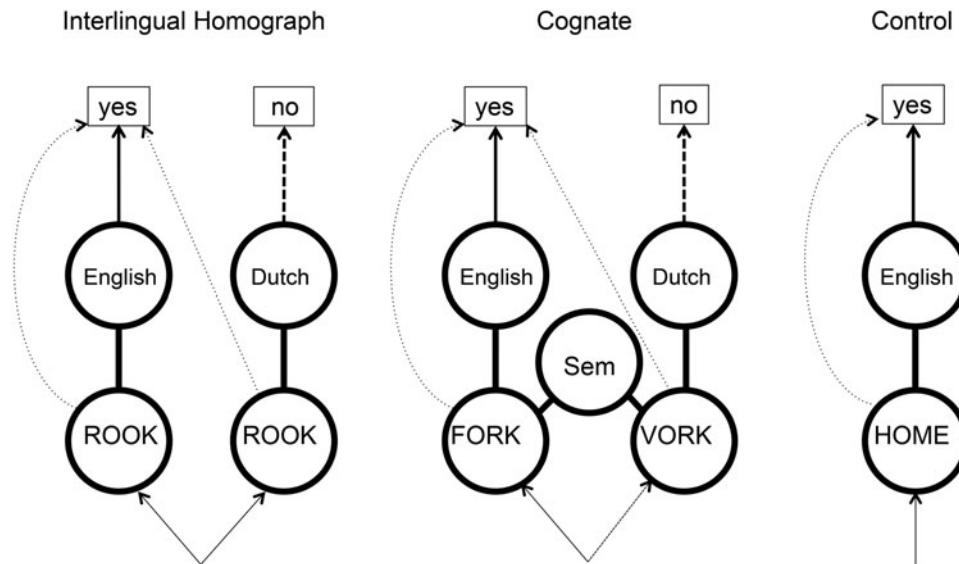 Interlingual Homograph
Cognate
Control
yes
no
yes
no
yes
English
Dutch
English
Dutch
English
Sem
ROOK
ROOK
FORK
VORK
HOME